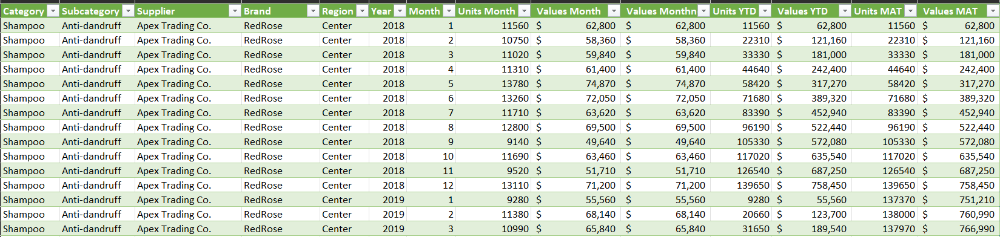 Category Subcategory Supplier Brand Region Year Month Units Month Values Month Values Monthn Units YTD Values YTD Units MAT Values MAT
Shampoo Anti-dandruff Apex Trading Co. RedRose Center 2018 1 11560 $ 62,800 $ 62,800 11560 $ 62,800 11560 $ 62,800
Shampoo Anti-dandruff Apex Trading Co. RedRose Center 2018 2 10750 $ 58,360 $ 58,360 22310 $ 121,160 22310 $ 121,160
Shampoo Anti-dandruff Apex Trading Co. RedRose Center 2018 3 11020 $ 59,840 $ 59,840 33330 $ 181,000 33330 $ 181,000
Shampoo Anti-dandruff Apex Trading Co. RedRose Center 2018 4 11310 $ 61,400 $ 61,400 44640 $ 242,400 44640 $ 242,400
Shampoo Anti-dandruff Apex Trading Co. RedRose Center 2018 5 13780 $ 74,870 $ 74,870 58420 $ 317,270 58420 $ 317,270
Shampoo Anti-dandruff Apex Trading Co. RedRose Center 2018 6 13260 $ 72,050 $ 72,050 71680 $ 389,320 71680 $ 389,320
Shampoo Anti-dandruff Apex Trading Co. RedRose Center 2018 7 11710 $ 63,620 $ 63,620 83390 $ 452,940 83390 $ 452,940
Shampoo Anti-dandruff Apex Trading Co. RedRose Center 2018 8 12800 $ 69,500 $ 69,500 96190 $ 522,440 96190 $ 522,440
Shampoo Anti-dandruff Apex Trading Co. RedRose Center 2018 9 9140 $ 49,640 $ 49,640 105330 $ 572,080 105330 $ 572,080
Shampoo Anti-dandruff Apex Trading Co. RedRose Center 2018 10 11690 $ 63,460 $ 63,460 117020 $ 635,540 117020 $ 635,540
Shampoo Anti-dandruff Apex Trading Co. RedRose Center 2018 11 9520 $ 51,710 $ 51,710 126540 $ 687,250 126540 $ 687,250
Shampoo Anti-dandruff Apex Trading Co. RedRose Center 2018 12 13110 $ 71,200 $ 71,200 139650 $ 758,450 139650 $ 758,450
Shampoo Anti-dandruff Apex Trading Co. RedRose Center 2019 1 9280 $ 55,560 $ 55,560 9280 $ 55,560 137370 $ 751,210
Shampoo Anti-dandruff Apex Trading Co. RedRose Center 2019 2 11380 $ 68,140 $ 68,140 20660 $ 123,700 138000 $ 760,990
Shampoo Anti-dandruff Apex Trading Co. RedRose Center 2019 3 10990 $ 65,840 $ 65,840 31650 $ 189,540 137970 $ 766,990